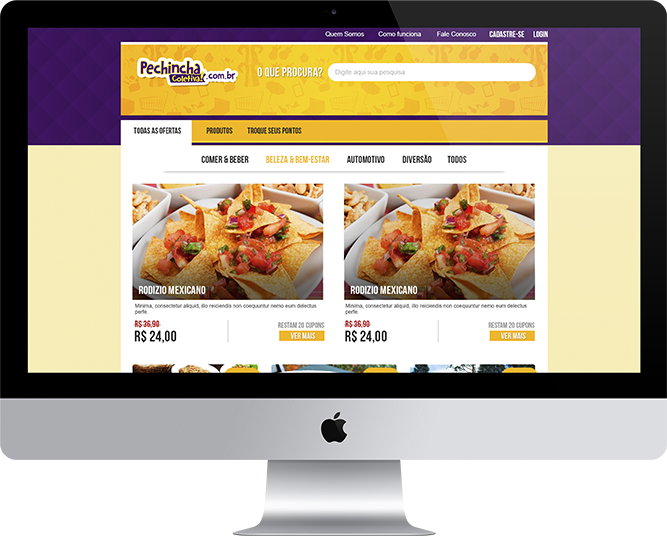 Quem Somos Como funciona Fale Conosco CADASTRE-SE LOGIN
Pechincha
Coletiva .com.br
O QUE PROCURA? Digite aqui sua pesquisa
TODAS AS OFERTAS PRODUTOS TROQUE SEUS PONTOS
COMER & BEBER BELEZA & BEM-ESTAR AUTOMOTIVO DIVERSÃO TODOS
RODIZIO MEXICANO RODIZIO MEXICANO
Minima, consectetur aliquid, illo reiciendis non coequuntur nemo eum delectus Minima, consectetur aliquid, illo reiciendis non coequuntur nemo eum delectus
perfe. perfe.
R$ 36,90 RESTAM 20 CUPONS R$ 36,90 RESTAM 20 CUPONS
R$ 24,00 VER MAIS R$ 24,00 VER MAIS